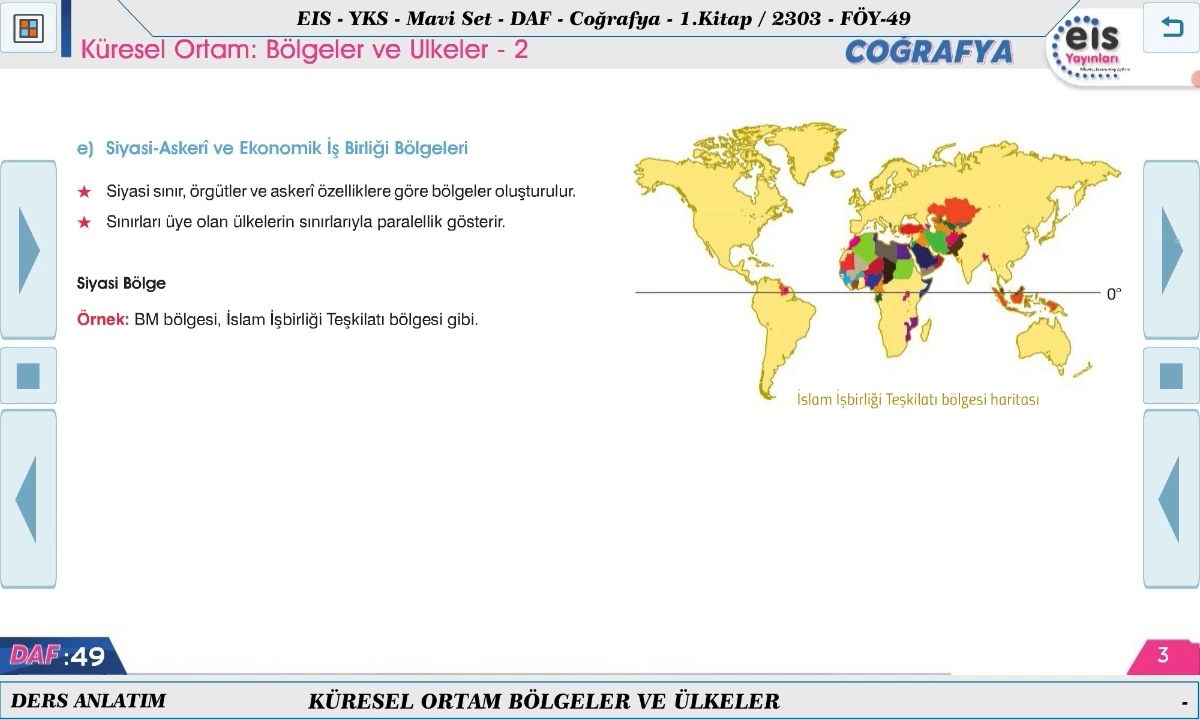 EIS - YKS - Mavi Set - DAF - Coğrafya - 1.Kitap / 2303 - FÖY-49
Küresel Ortam: Bölgeler ve Ülkeler - 2
COĞRAFYA
eis
Yayınları
e) Siyasi-Askerî ve Ekonomik İş Birliği Bölgeleri
★ Siyasi sınır, örgütler ve askerî özelliklere göre bölgeler oluşturulur.
★ Sınırları üye olan ülkelerin sınırlarıyla paralellik gösterir.
Siyasi Bölge
Örnek: BM bölgesi, İslam İşbirliği Teşkilatı bölgesi gibi.
0°
İslam İşbirliği Teşkilatı bölgesi haritası
DAF :49
3
DERS ANLATIM
KÜRESEL ORTAM BÖLGELER VE ÜLKELER
-